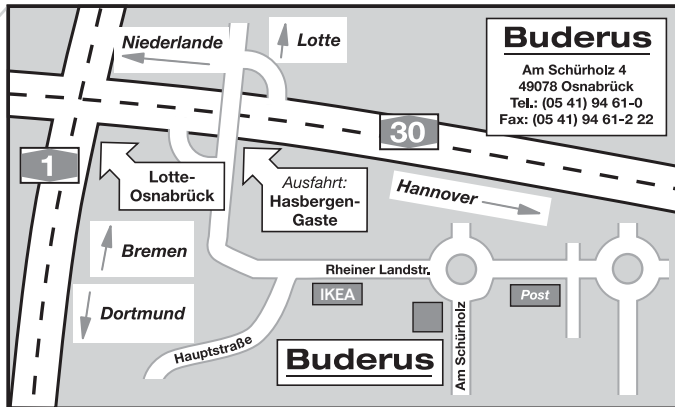 Niederlande
Lotte
Buderus
Am Schürholz 4
49078 Osnabrück
Tel.: (05 41) 94 61-0
Fax: (05 41) 94 61-2 22
30
1
Lotte-
Osnabrück
Ausfahrt:
Hasbergen-
Gaste
Hannover
Bremen
Dortmund
Rheiner Landstr.
IKEA
Post
Hauptstraße
Buderus
Am Schürholz